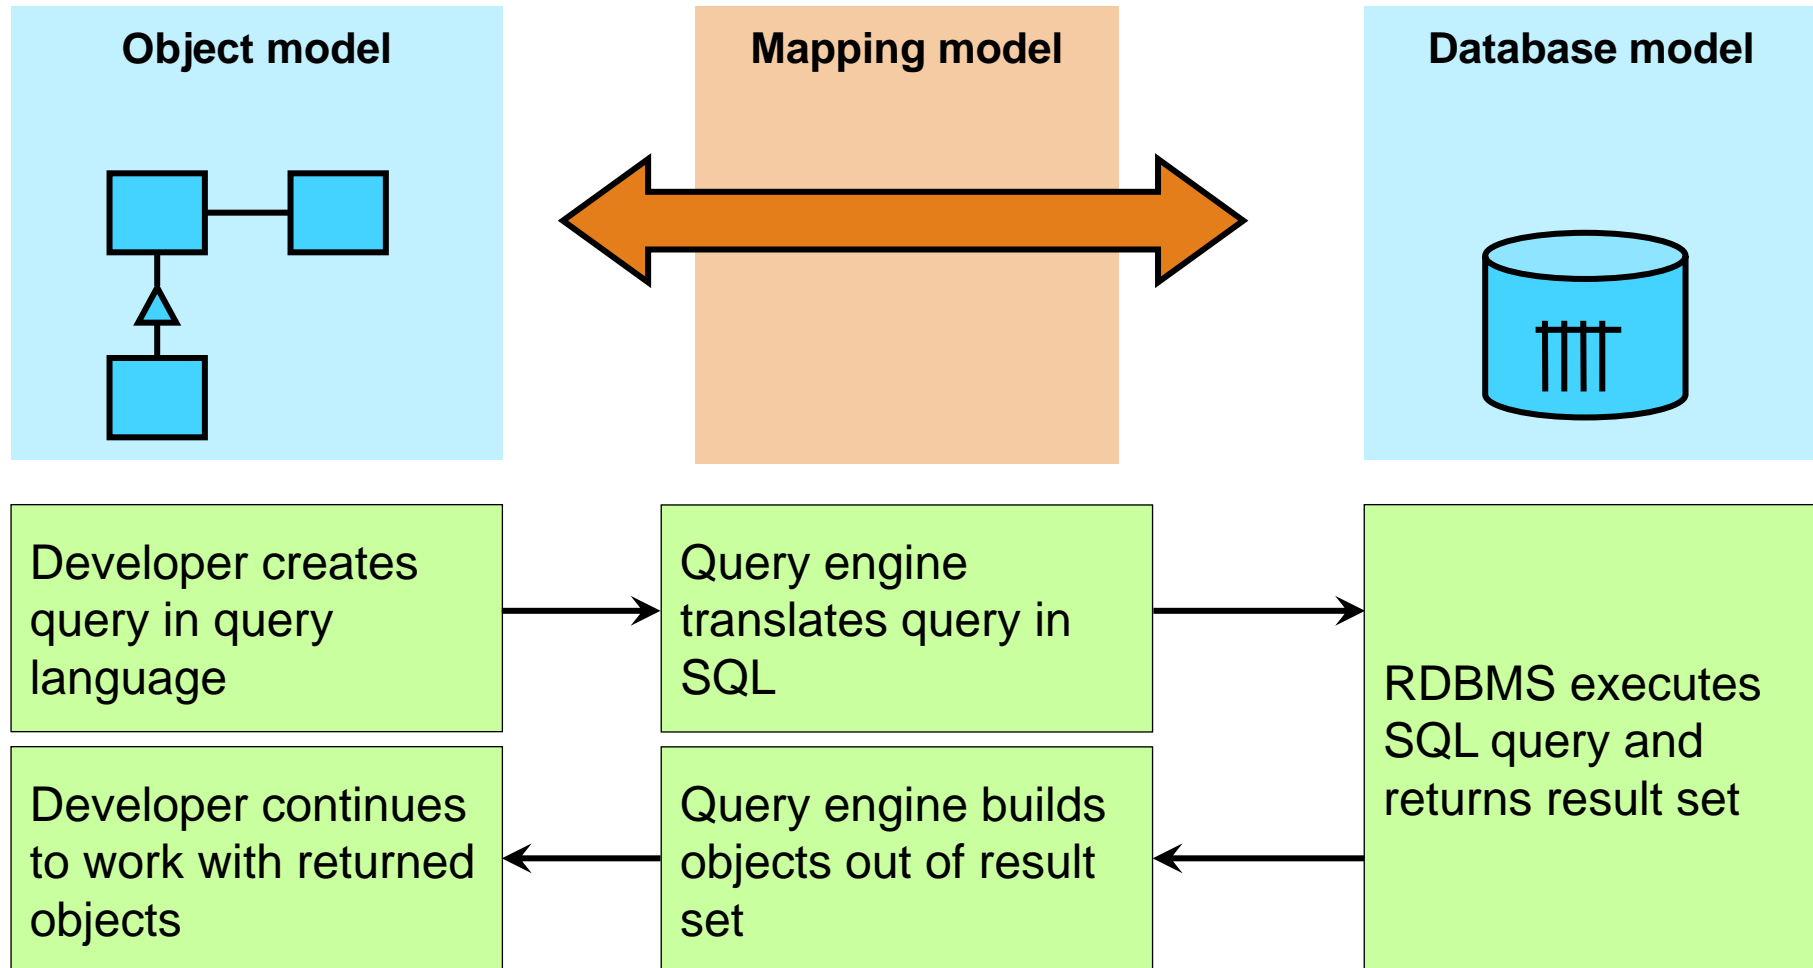 Object model
Mapping model
Database model
Developer creates
query in query
language
Query engine
translates query in
SQL
RDBMS executes
SQL query and
returns result set
Developer continues
to work with returned
objects
Query engine builds
objects out of result
set